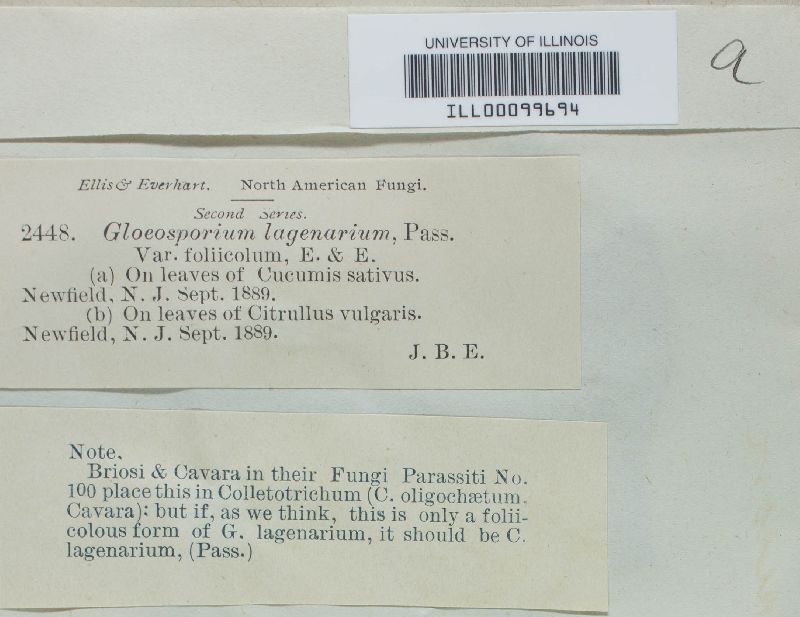 UNIVERSITY OF ILLINOIS
ILL00099694
a
Ellis & Everhart. North American Fungi.
Second Series.
2448. Gloeosporium lagenarium, Pass.
Var. foliicolum, E. & E.
(a) On leaves of Cucumis sativus.
Newfield, N. J. Sept. 1889.
(b) On leaves of Citrullus vulgaris.
Newfield, N. J. Sept. 1889.
J. B. E.
Note.
Briosi & Cavara in their Fungi Parassiti No.
100 place this in Colletotrichum (C. oligochætum,
Cavara): but if, as we think, this is only a folii-
colous form of G. lagenarium, it should be C.
lagenarium, (Pass.)